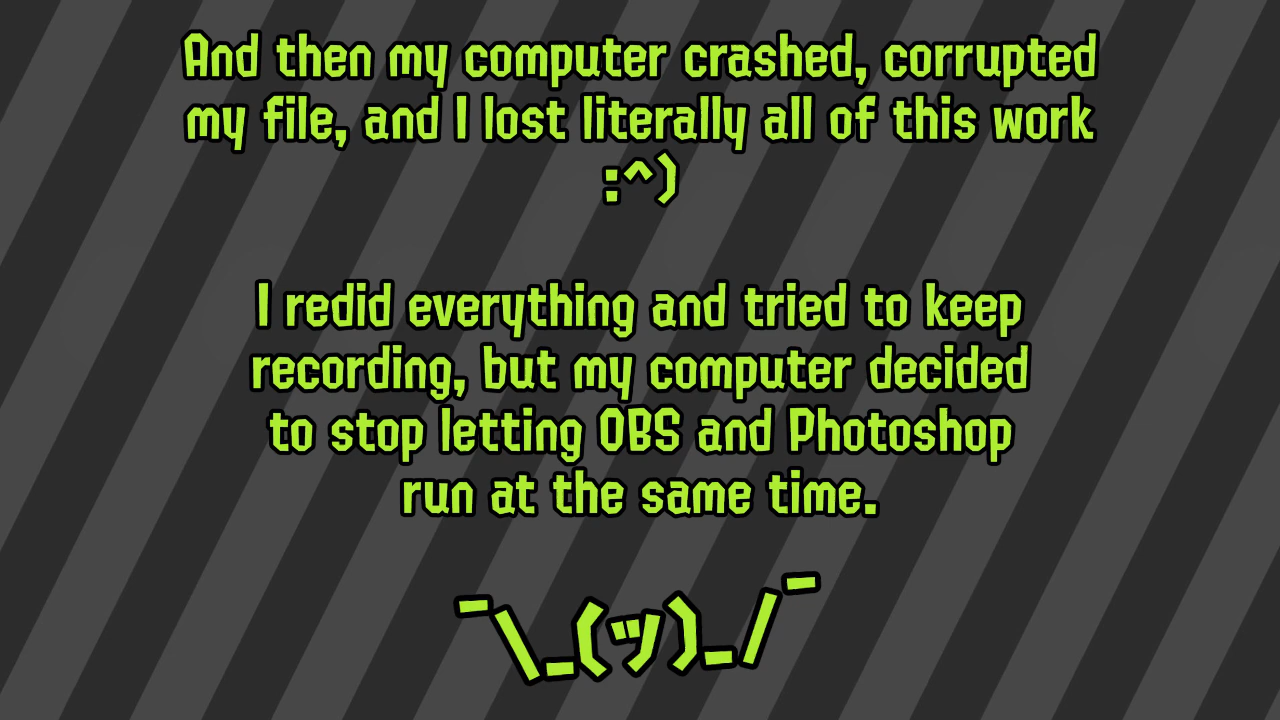 And then my computer crashed, corrupted
my file, and I lost literally all of this work
:^)
I redid everything and tried to keep
recording, but my computer decided
to stop letting OBS and Photoshop
run at the same time.
¯\_(ツ)_/¯